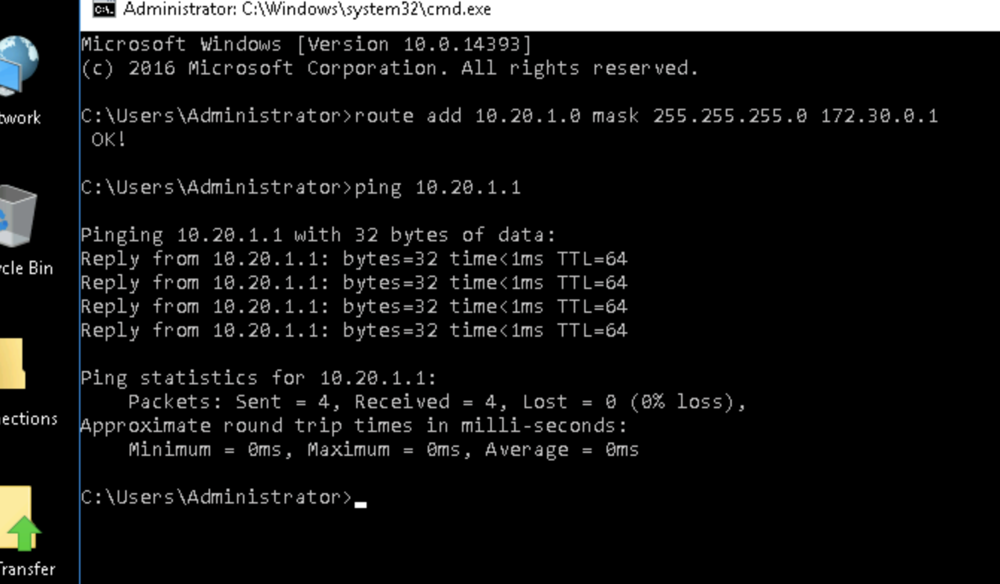 Administrator: C:\Windows\system32\cmd.exe
Microsoft Windows [Version 10.0.14393]
(c) 2016 Microsoft Corporation. All rights reserved.
C:\Users\Administrator>route add 10.20.1.0 mask 255.255.255.0 172.30.0.1
OK!
C:\Users\Administrator>ping 10.20.1.1
Pinging 10.20.1.1 with 32 bytes of data:
Reply from 10.20.1.1: bytes=32 time<1ms TTL=64
Reply from 10.20.1.1: bytes=32 time<1ms TTL=64
Reply from 10.20.1.1: bytes=32 time<1ms TTL=64
Reply from 10.20.1.1: bytes=32 time<1ms TTL=64
Ping statistics for 10.20.1.1:
Packets: Sent = 4, Received = 4, Lost = 0 (0% loss),
Approximate round trip times in milli-seconds:
Minimum = 0ms, Maximum = 0ms, Average = 0ms
C:\Users\Administrator>
twork
cle Bin
ections
Transfer